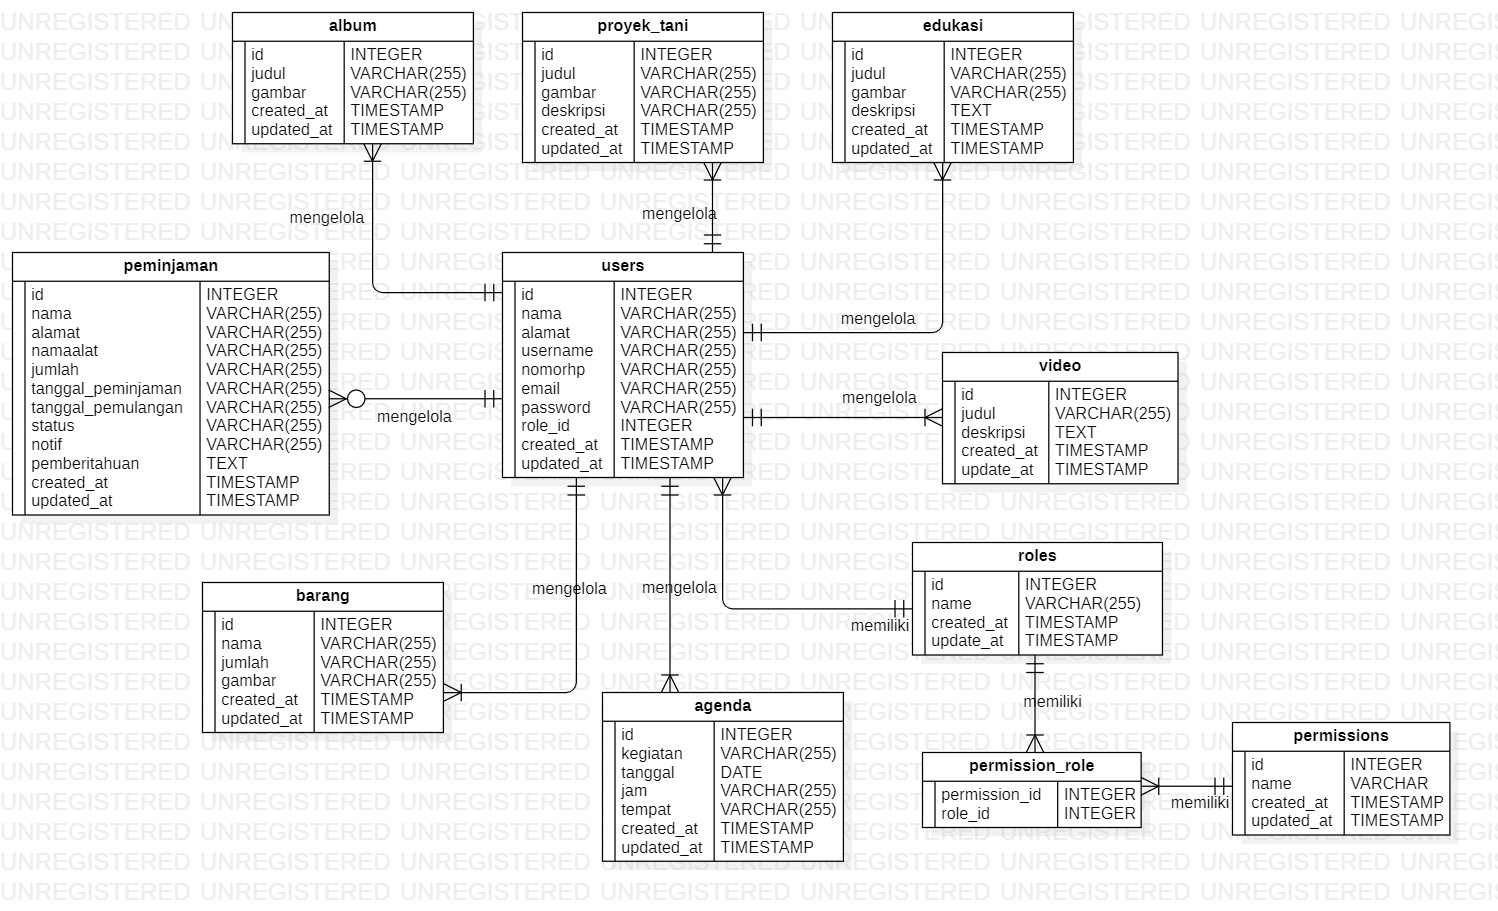 album
id INTEGER
judul VARCHAR(255)
gambar VARCHAR(255)
created_at TIMESTAMP
updated_at TIMESTAMP
proyek_tani
id INTEGER
judul VARCHAR(255)
gambar VARCHAR(255)
deskripsi VARCHAR(255)
created_at TIMESTAMP
updated_at TIMESTAMP
edukasi
id INTEGER
judul VARCHAR(255)
gambar VARCHAR(255)
deskripsi TEXT
created_at TIMESTAMP
updated_at TIMESTAMP
mengelola
mengelola
peminjaman
id INTEGER
nama VARCHAR(255)
alamat VARCHAR(255)
namaalat VARCHAR(255)
jumlah VARCHAR(255)
tanggal_peminjaman VARCHAR(255)
tanggal_pemulangan VARCHAR(255)
status VARCHAR(255)
notif VARCHAR(255)
pemberitahuan TEXT
created_at TIMESTAMP
updated_at TIMESTAMP
mengelola
users
id INTEGER
nama VARCHAR(255)
alamat VARCHAR(255)
username VARCHAR(255)
nomorhp VARCHAR(255)
email VARCHAR(255)
password VARCHAR(255)
role_id INTEGER
created_at TIMESTAMP
updated_at TIMESTAMP
mengelola
mengelola
video
id INTEGER
judul VARCHAR(255)
deskripsi TEXT
created_at TIMESTAMP
update_at TIMESTAMP
mengelola
mengelola
memiliki
roles
id INTEGER
name VARCHAR(255)
created_at TIMESTAMP
update_at TIMESTAMP
barang
id INTEGER
nama VARCHAR(255)
jumlah VARCHAR(255)
gambar VARCHAR(255)
created_at TIMESTAMP
updated_at TIMESTAMP
agenda
id INTEGER
kegiatan VARCHAR(255)
tanggal DATE
jam VARCHAR(255)
tempat VARCHAR(255)
created_at TIMESTAMP
updated_at TIMESTAMP
memiliki
permission_role
permission_id INTEGER
role_id INTEGER
memiliki
permissions
id INTEGER
name VARCHAR
created_at TIMESTAMP
updated_at TIMESTAMP
UNREGISTERED